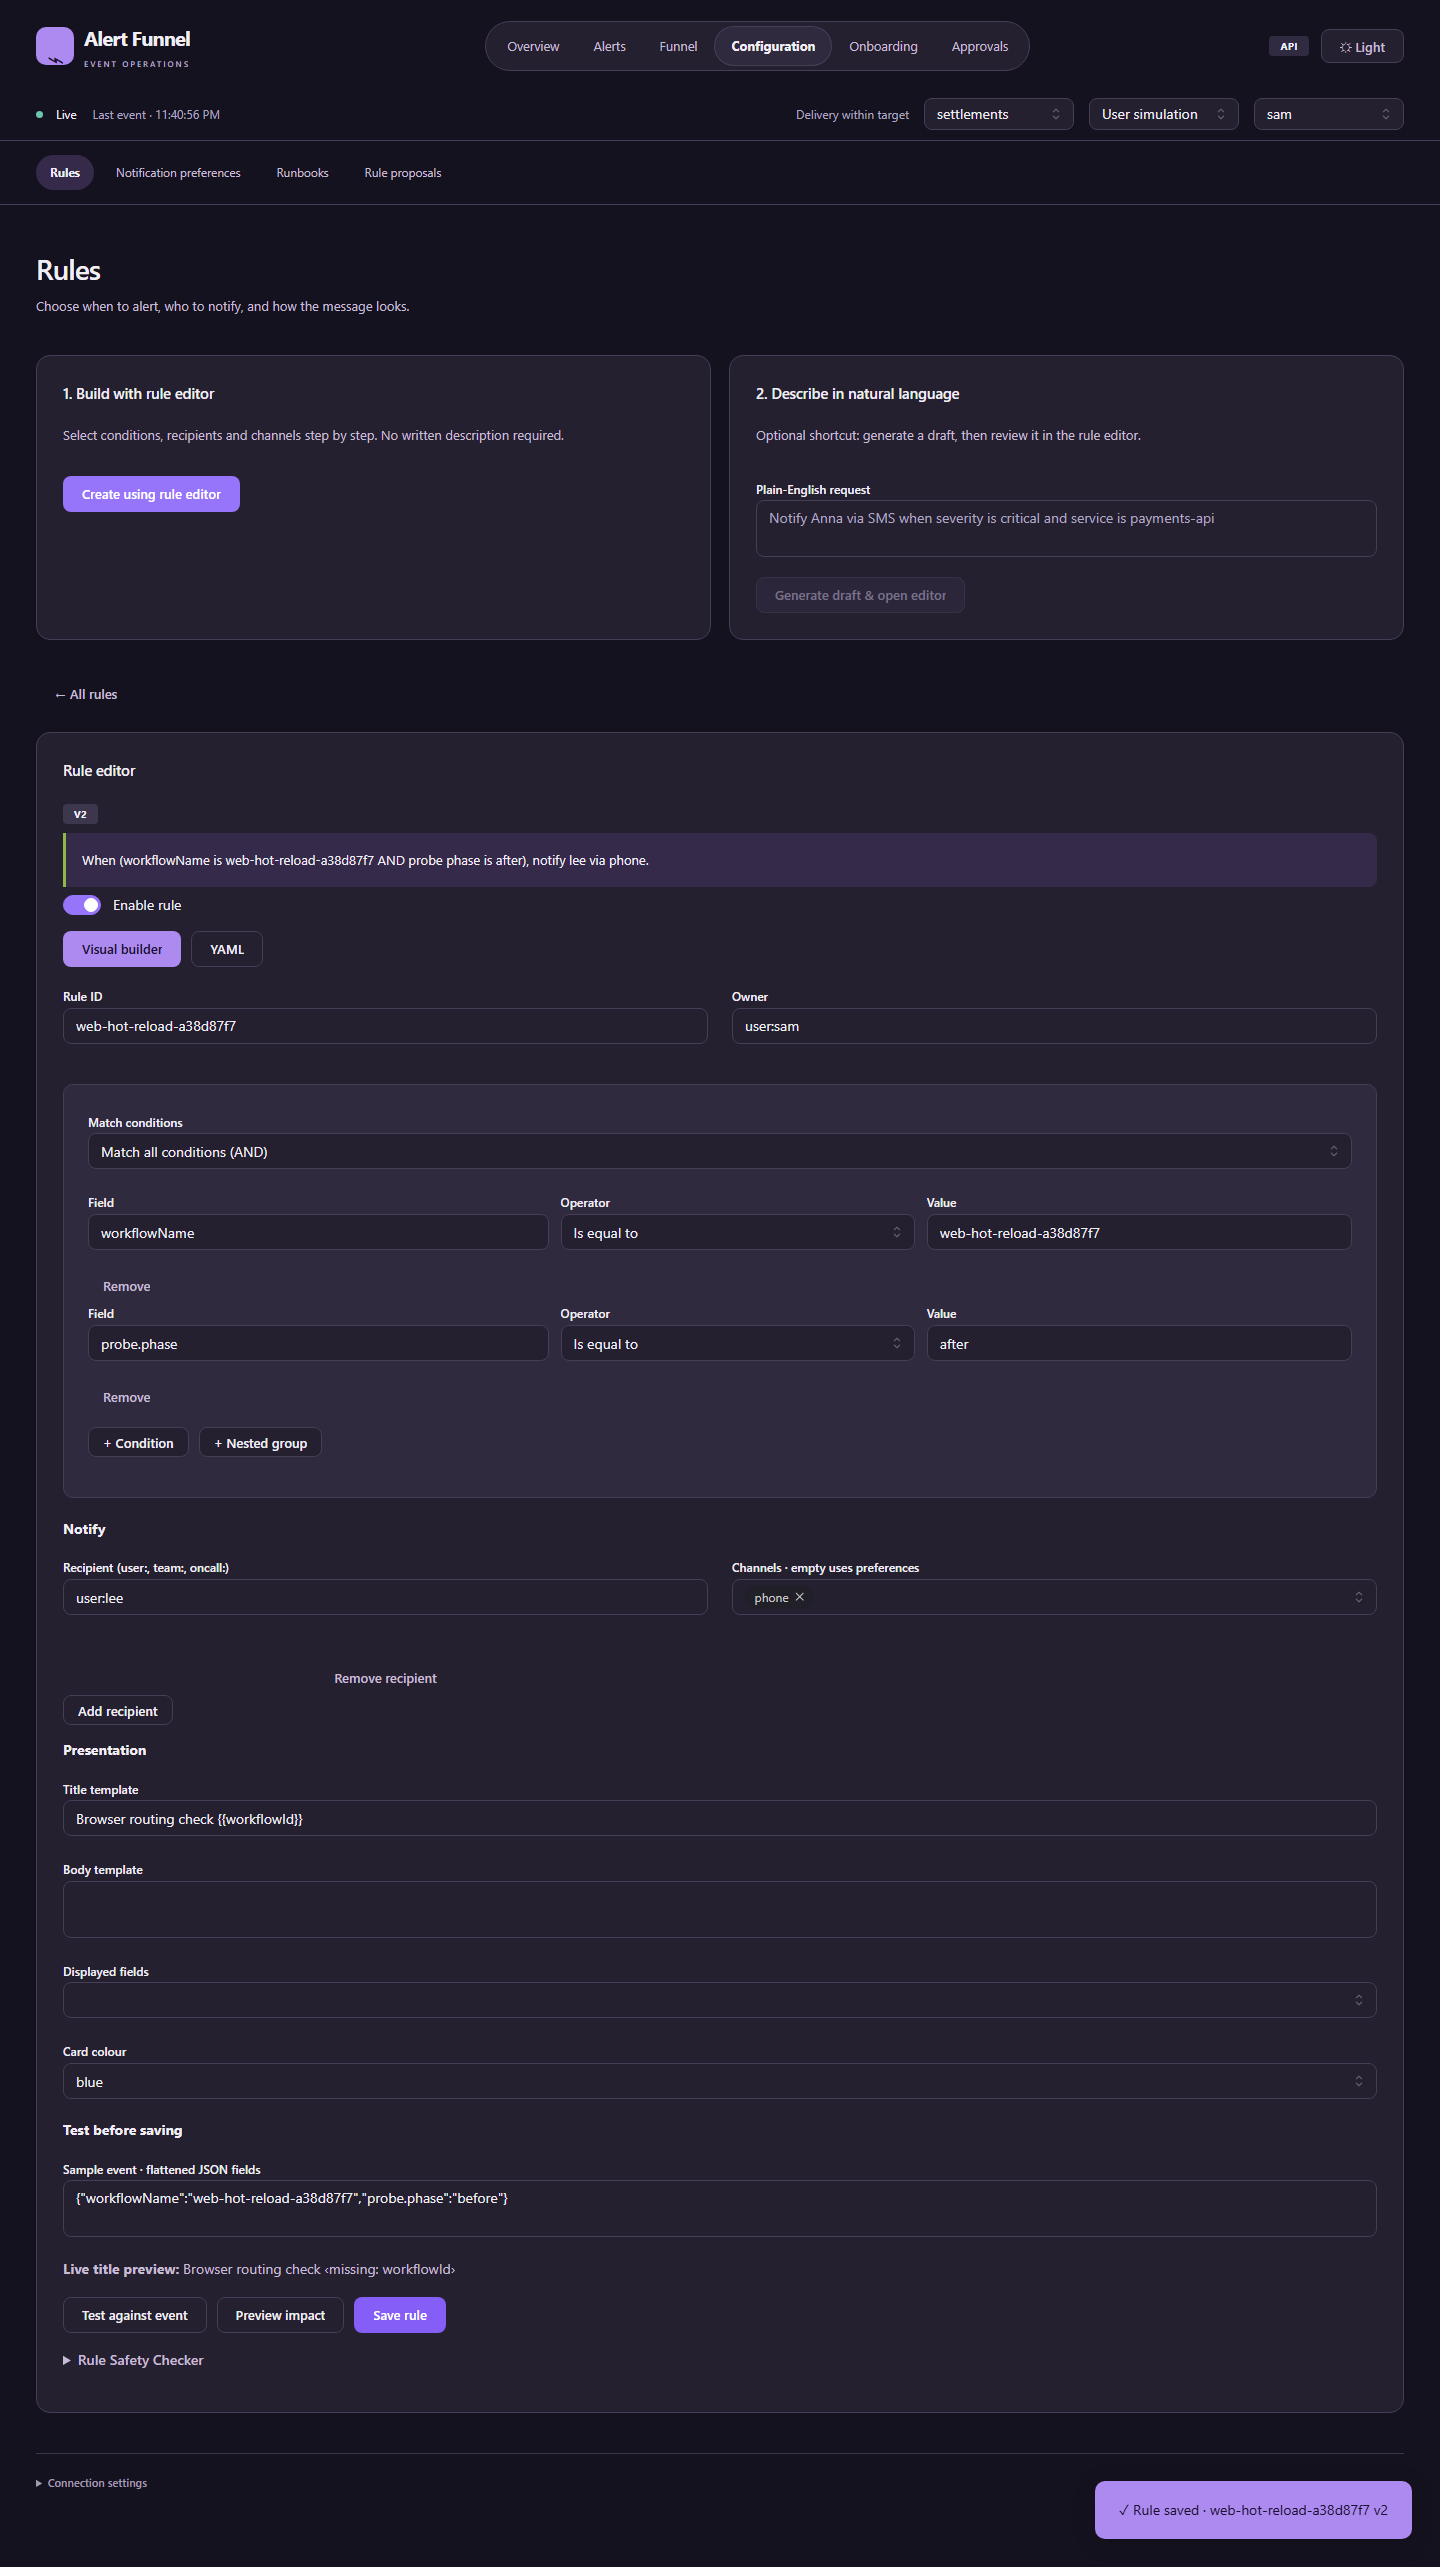 Alert Funnel
EVENT OPERATIONS
Overview
Alerts
Funnel
Configuration
Onboarding
Approvals
API
Light
Live
Last event · 11:40:56 PM
Delivery within target
settlements
User simulation
sam
Rules
Notification preferences
Runbooks
Rule proposals
Rules
Choose when to alert, who to notify, and how the message looks.
1. Build with rule editor
Select conditions, recipients and channels step by step. No written description required.
Create using rule editor
2. Describe in natural language
Optional shortcut: generate a draft, then review it in the rule editor.
Plain-English request
Notify Anna via SMS when severity is critical and service is payments-api
Generate draft & open editor
← All rules
Rule editor
V2
When (workflowName is web-hot-reload-a38d87f7 AND probe phase is after), notify lee via phone.
Enable rule
Visual builder
YAML
Rule ID
web-hot-reload-a38d87f7
Owner
user:sam
Match conditions
Match all conditions (AND)
Field
Operator
Value
workflowName
Is equal to
web-hot-reload-a38d87f7
Remove
Field
Operator
Value
probe.phase
Is equal to
after
Remove
+ Condition
+ Nested group
Notify
Recipient (user:, team:, oncall:)
Channels · empty uses preferences
user:lee
phone ×
Remove recipient
Add recipient
Presentation
Title template
Browser routing check {{workflowId}}
Body template
Displayed fields
Card colour
blue
Test before saving
Sample event · flattened JSON fields
{"workflowName":"web-hot-reload-a38d87f7","probe.phase":"before"}
Live title preview: Browser routing check ‹missing: workflowId›
Test against event
Preview impact
Save rule
▶ Rule Safety Checker
▶ Connection settings
✓ Rule saved · web-hot-reload-a38d87f7 v2